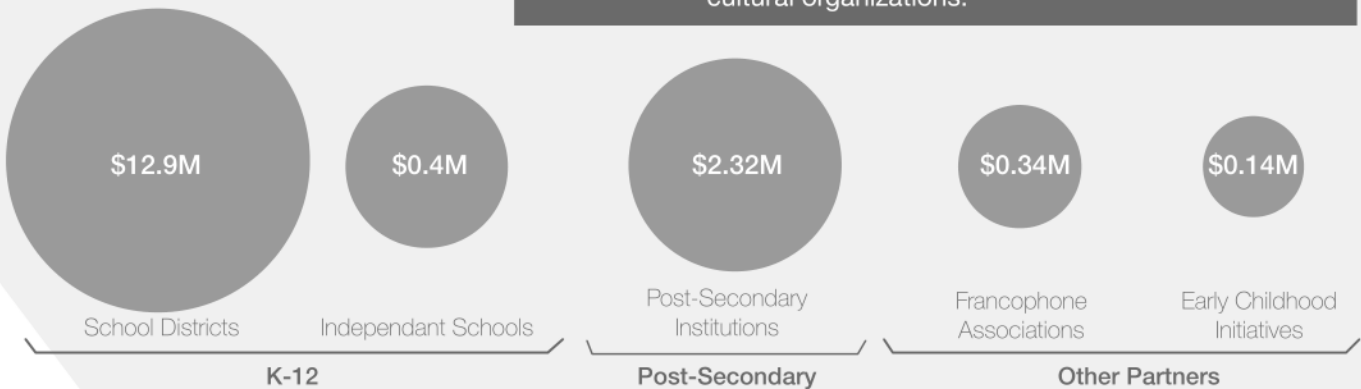 cultural organizations.
$12.9M
$0.4M
$2.32M
$0.34M
$0.14M
School Districts
Independant Schools
Post-Secondary
Institutions
Francophone
Associations
Early Childhood
Initiatives
K-12
Post-Secondary
Other Partners